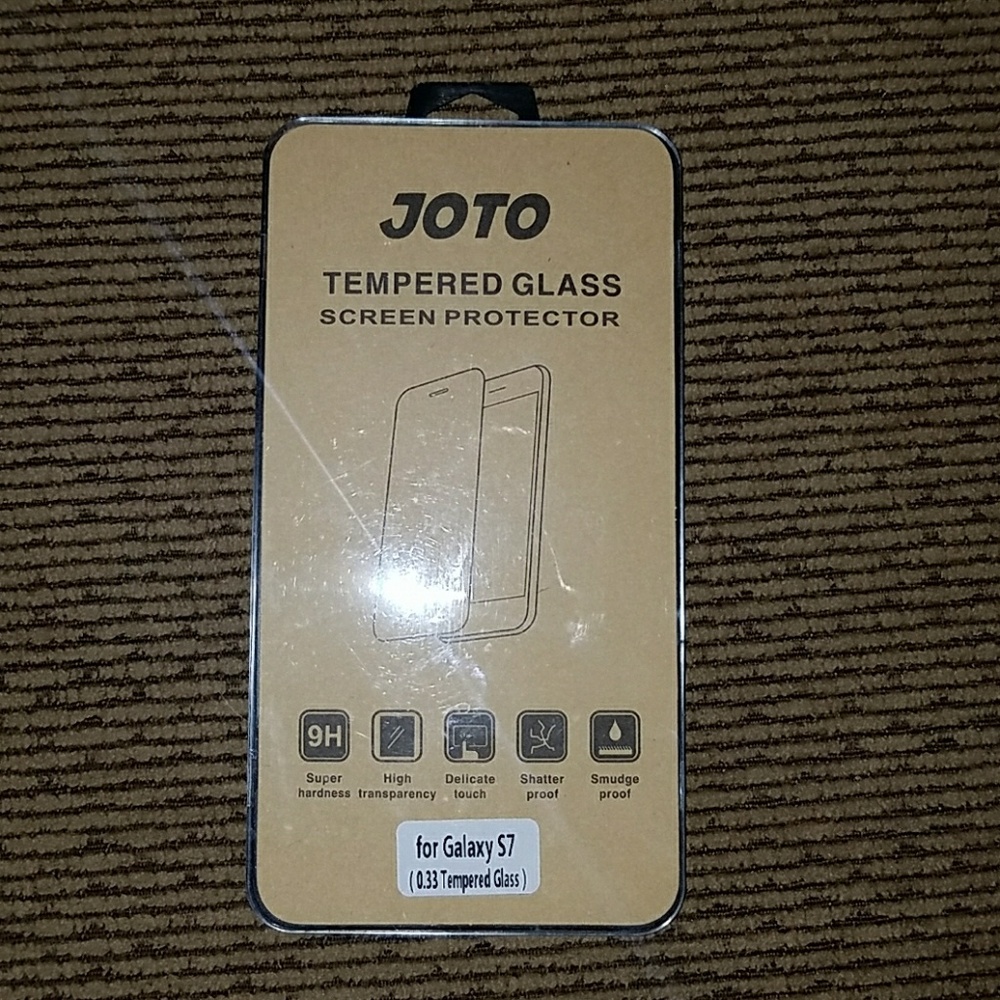 JOTO
TEMPERED GLASS
SCREEN PROTECTOR
9H
Super hardness
High transparency
Delicate touch
Shatter proof
Smudge proof
for Galaxy S7
( 0.33 Tempered Glass )